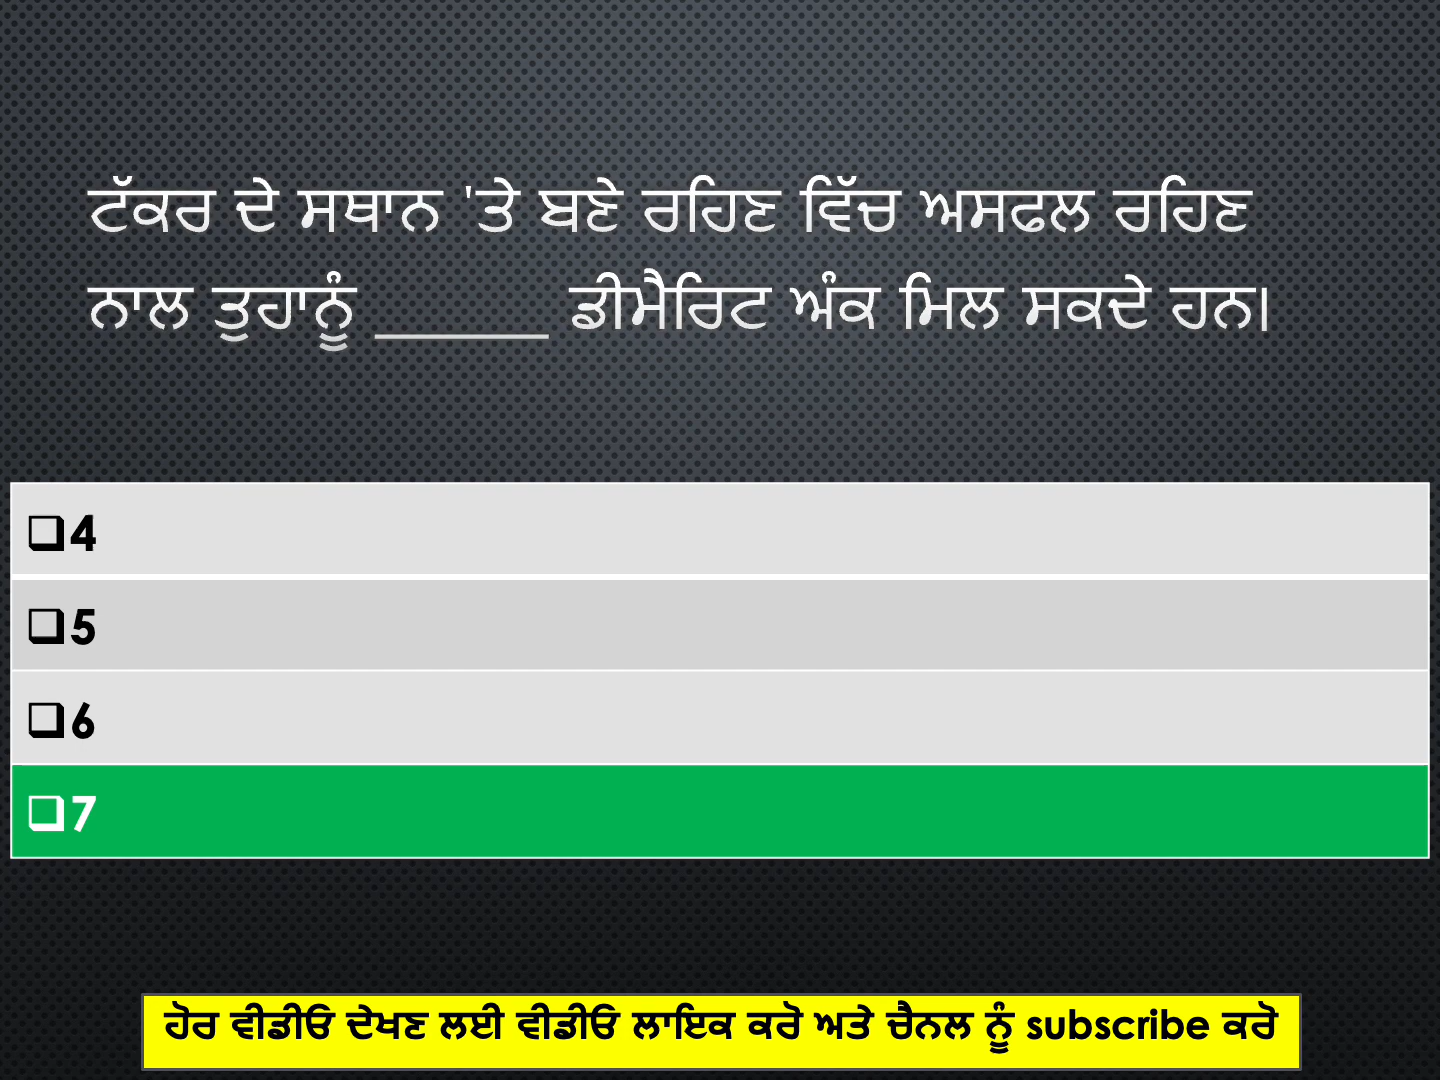 ਟੱਕਰ ਦੇ ਸਥਾਨ 'ਤੇ ਬਣੇ ਰਹਿਣ ਵਿੱਚ ਅਸਫਲ ਰਹਿਣ
ਨਾਲ ਤੁਹਾਨੂੰ ______ ਡੀਮੈਰਿਟ ਅੰਕ ਮਿਲ ਸਕਦੇ ਹਨ।
❑4
❑5
❑6
❑7
ਹੋਰ ਵੀਡੀਓ ਦੇਖਣ ਲਈ ਵੀਡੀਓ ਲਾਇਕ ਕਰੋ ਅਤੇ ਚੈਨਲ ਨੂੰ subscribe ਕਰੋ